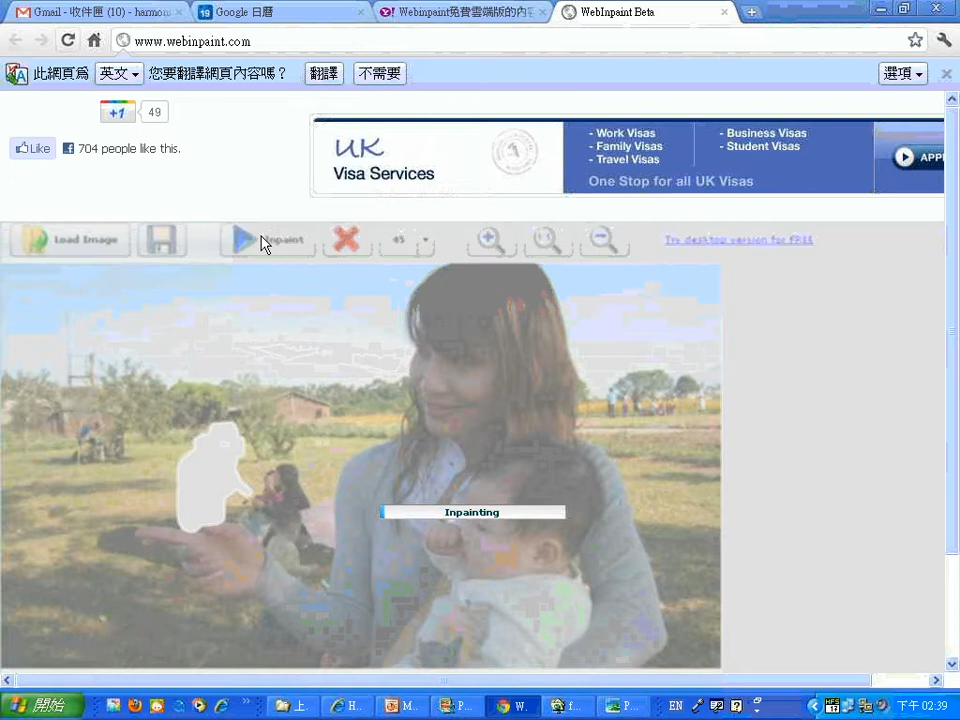 Gmail - 收件匣 (10) - harmon
Google 日曆
Webinpaint免費雲端版的內容
WebInpaint Beta
www.webinpaint.com
此網頁為 英文 您要翻譯網頁內容嗎？ 翻譯 不需要 選項
+1 49
Like 704 people like this.
UK
Visa Services
- Work Visas
- Family Visas
- Travel Visas
- Business Visas
- Student Visas
One Stop for all UK Visas
Load Image Inpaint 45 Try desktop version for FREE
Inpainting
開始 上... H... M... P... W... f... P... EN 下午 02:39